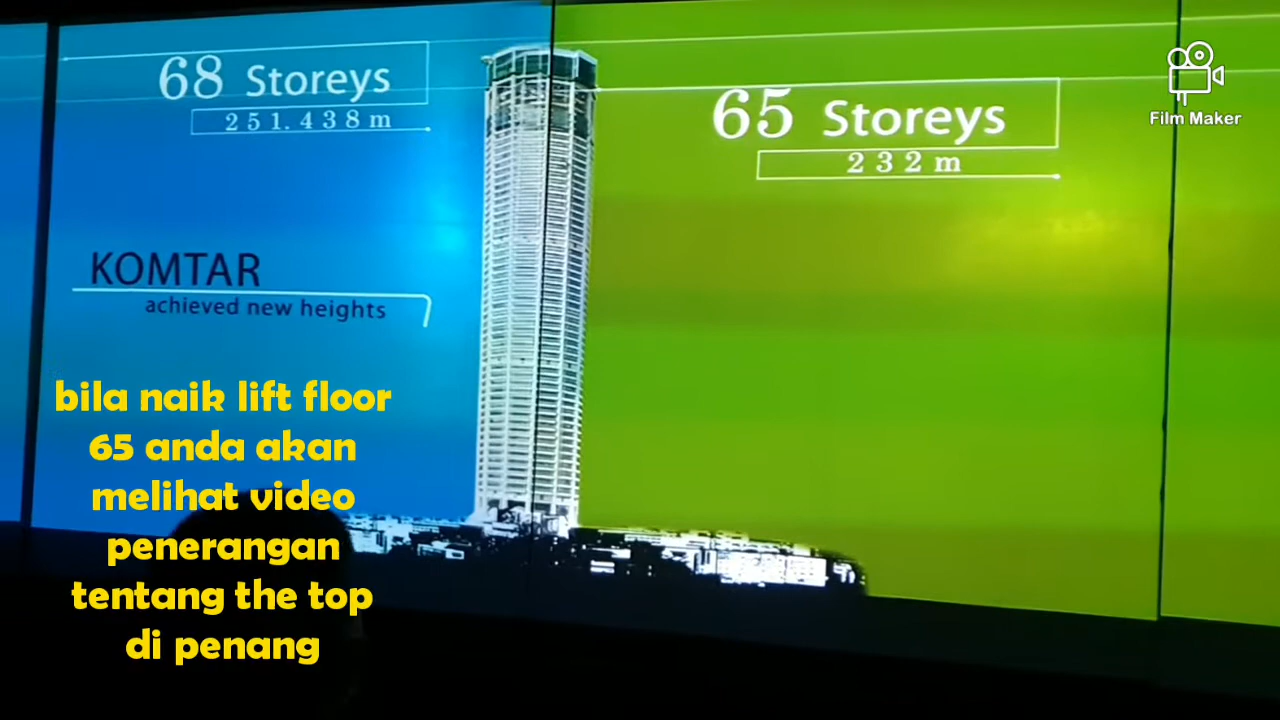 68 Storeys
251.438 m
65 Storeys
232 m
Film Maker
KOMTAR
achieved new heights
bila naik lift floor
65 anda akan
melihat video
penerangan
tentang the top
di penang